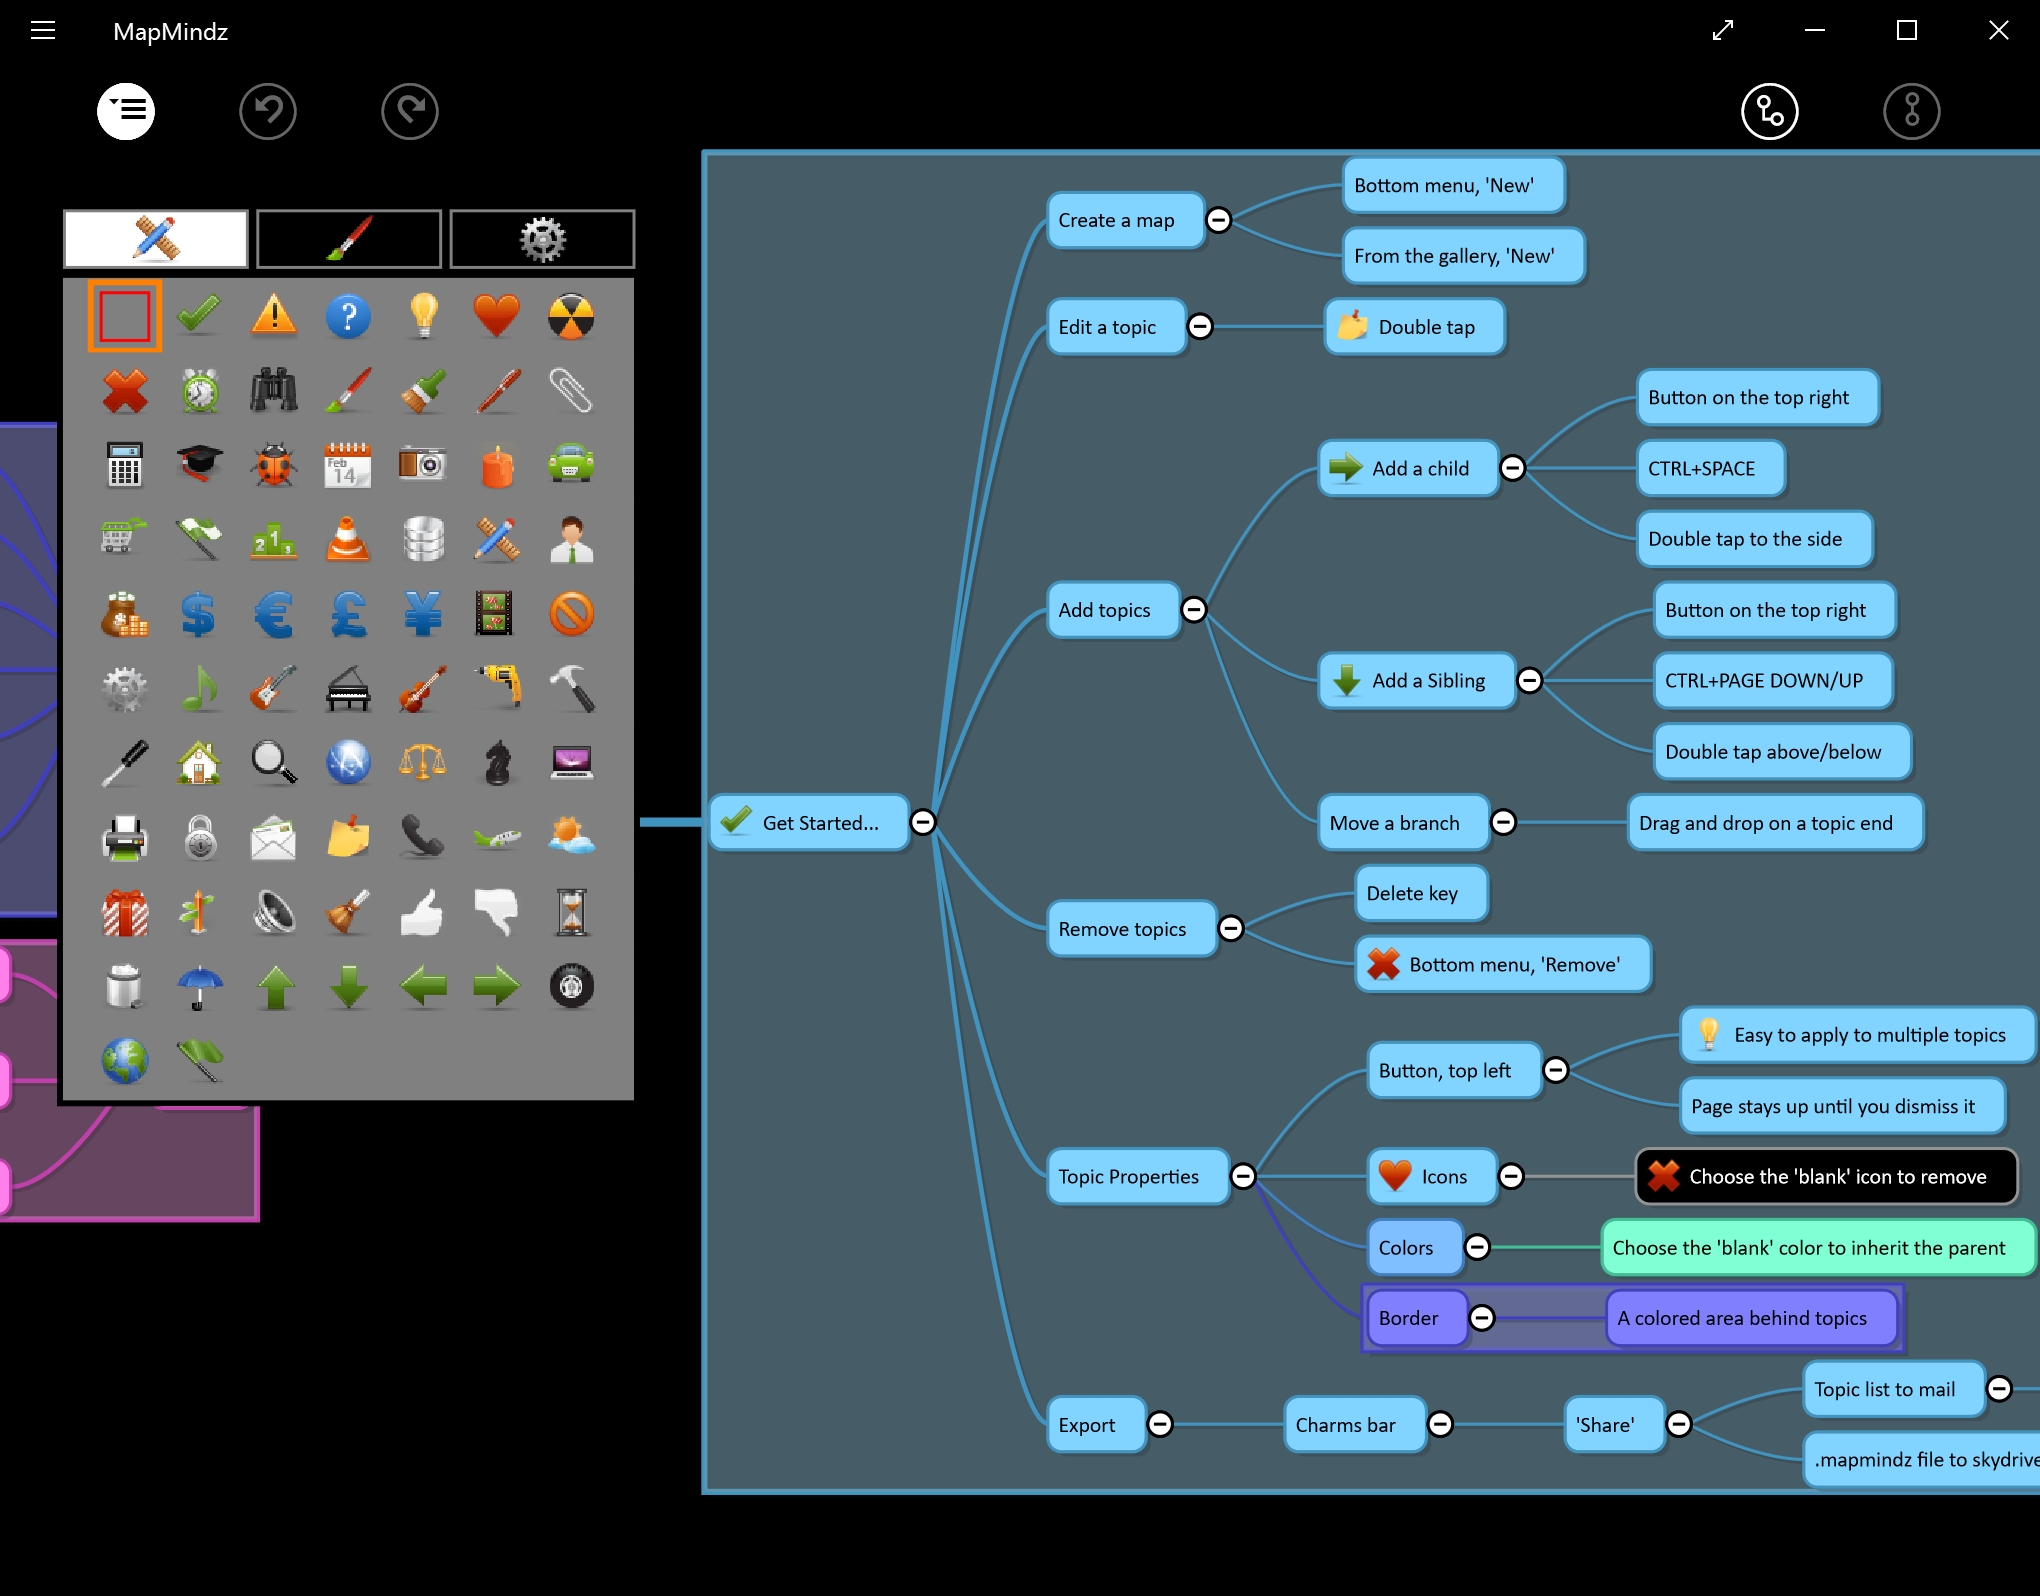 MapMindz
Feb
14
2 1 3
Get Started...
Create a map
Bottom menu, 'New'
From the gallery, 'New'
Edit a topic
Double tap
Add topics
Add a child
Button on the top right
CTRL+SPACE
Double tap to the side
Add a Sibling
Button on the top right
CTRL+PAGE DOWN/UP
Double tap above/below
Move a branch
Drag and drop on a topic end
Remove topics
Delete key
Bottom menu, 'Remove'
Topic Properties
Button, top left
Easy to apply to multiple topics
Page stays up until you dismiss it
Icons
Choose the 'blank' icon to remove
Colors
Choose the 'blank' color to inherit the parent
Border
A colored area behind topics
Export
Charms bar
'Share'
Topic list to mail
.mapmindz file to skydrive